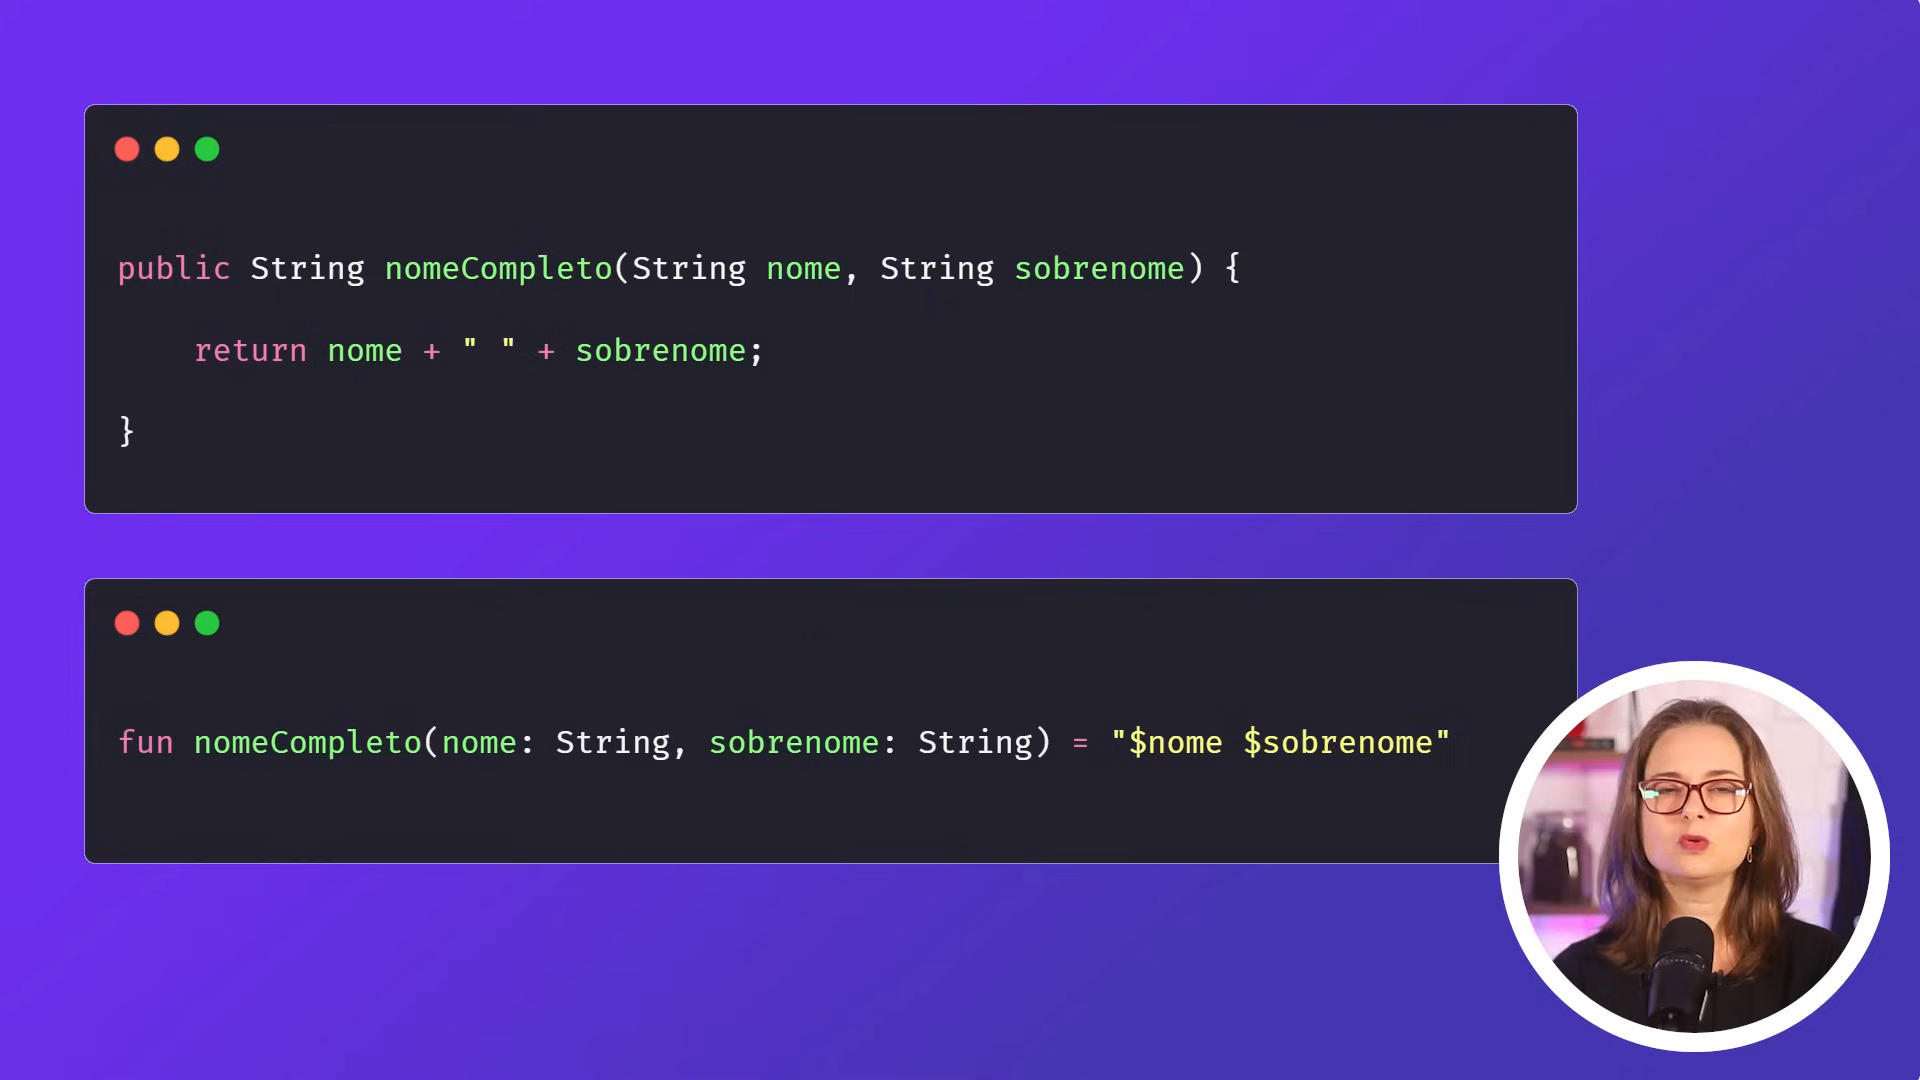 public String nomeCompleto(String nome, String sobrenome) {
return nome + " " + sobrenome;
}
fun nomeCompleto(nome: String, sobrenome: String) = "$nome $sobrenome"